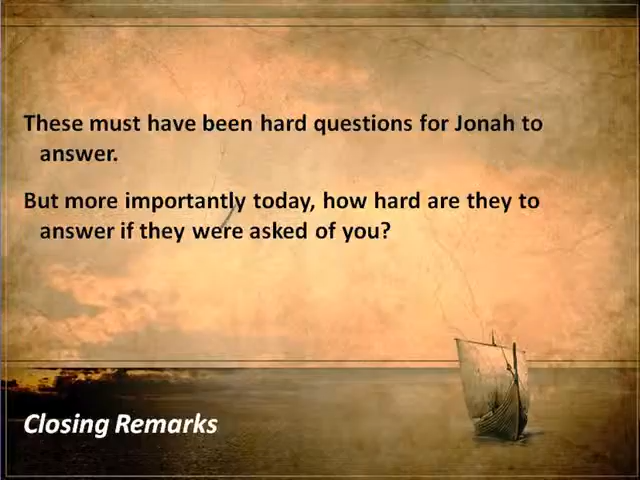 These must have been hard questions for Jonah to
answer.
But more importantly today, how hard are they to
answer if they were asked of you?
Closing Remarks